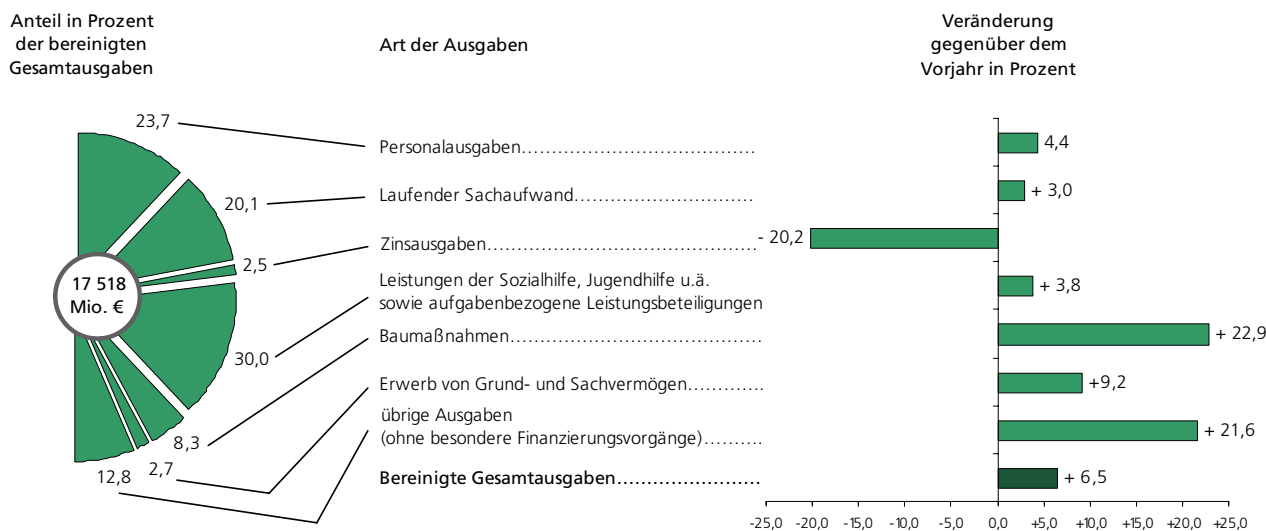 Anteil in Prozent
der bereinigten
Gesamtausgaben
Art der Ausgaben
Veränderung
gegenüber dem
Vorjahr in Prozent
23,7
Personalausgaben
4,4
20,1
Laufender Sachaufwand
+ 3,0
2,5
Zinsausgaben
- 20,2
17 518
Mio. €
Leistungen der Sozialhilfe, Jugendhilfe u.ä.
sowie aufgabenbezogene Leistungsbeteiligungen
+ 3,8
30,0
Baumaßnahmen
+ 22,9
8,3
Erwerb von Grund- und Sachvermögen
+9,2
2,7
übrige Ausgaben
(ohne besondere Finanzierungsvorgänge)
+ 21,6
12,8
Bereinigte Gesamtausgaben
+ 6,5
-25,0 -20,0 -15,0 -10,0 -5,0 0,0 +5,0 +10,0 +15,0 +20,0 +25,0